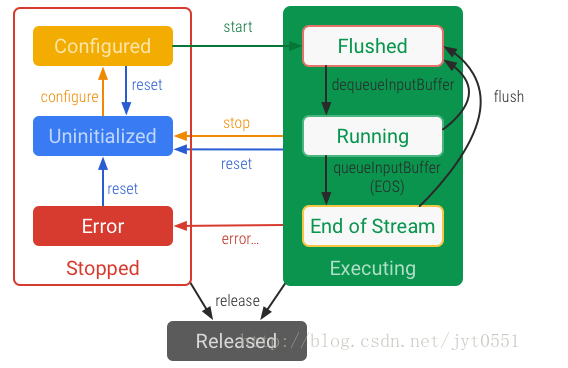 Configured
start
Flushed
reset
configure
dequeueInputBuffer
flush
Uninitialized
stop
reset
Running
queueInputBuffer
(EOS)
reset
Error
error...
End of Stream
Stopped
Executing
release
Released
http://blog.csdn.net/jyt0551